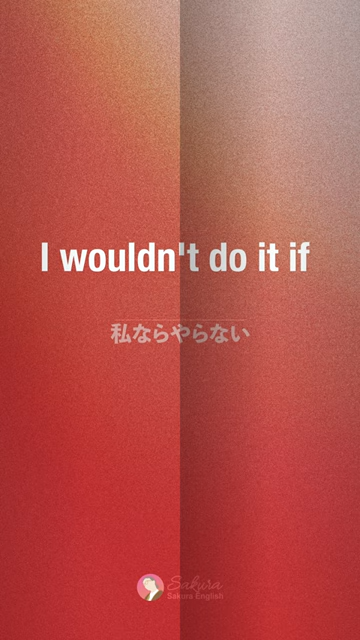 I wouldn't do it if
私ならやらない
Sakura
Sakura English